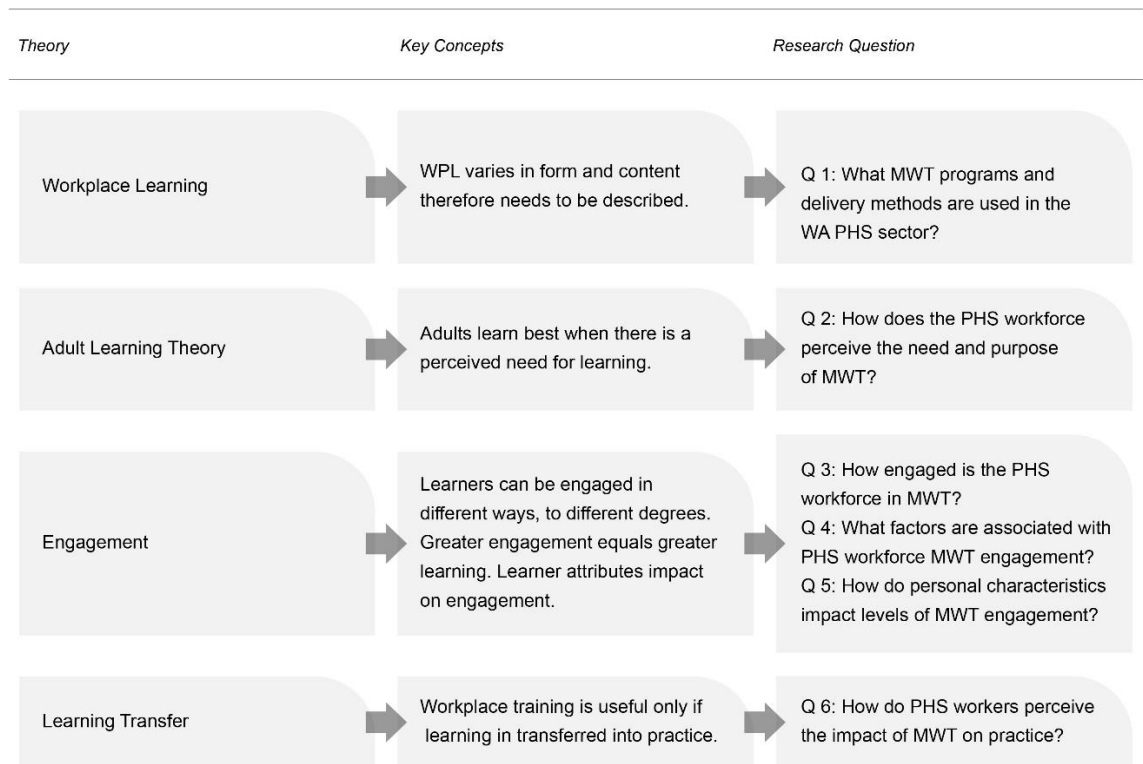 Theory
Key Concepts
Research Question
Workplace Learning
WPL varies in form and content
therefore needs to be described.
Q 1: What MWT programs and
delivery methods are used in the
WA PHS sector?
Adult Learning Theory
Adults learn best when there is a
perceived need for learning.
Q 2: How does the PHS workforce
perceive the need and purpose
of MWT?
Engagement
Learners can be engaged in
different ways, to different degrees.
Greater engagement equals greater
learning. Learner attributes impact
on engagement.
Q 3: How engaged is the PHS
workforce in MWT?
Q 4: What factors are associated with
PHS workforce MWT engagement?
Q 5: How do personal characteristics
impact levels of MWT engagement?
Learning Transfer
Workplace training is useful only if
learning in transferred into practice.
Q 6: How do PHS workers perceive
the impact of MWT on practice?